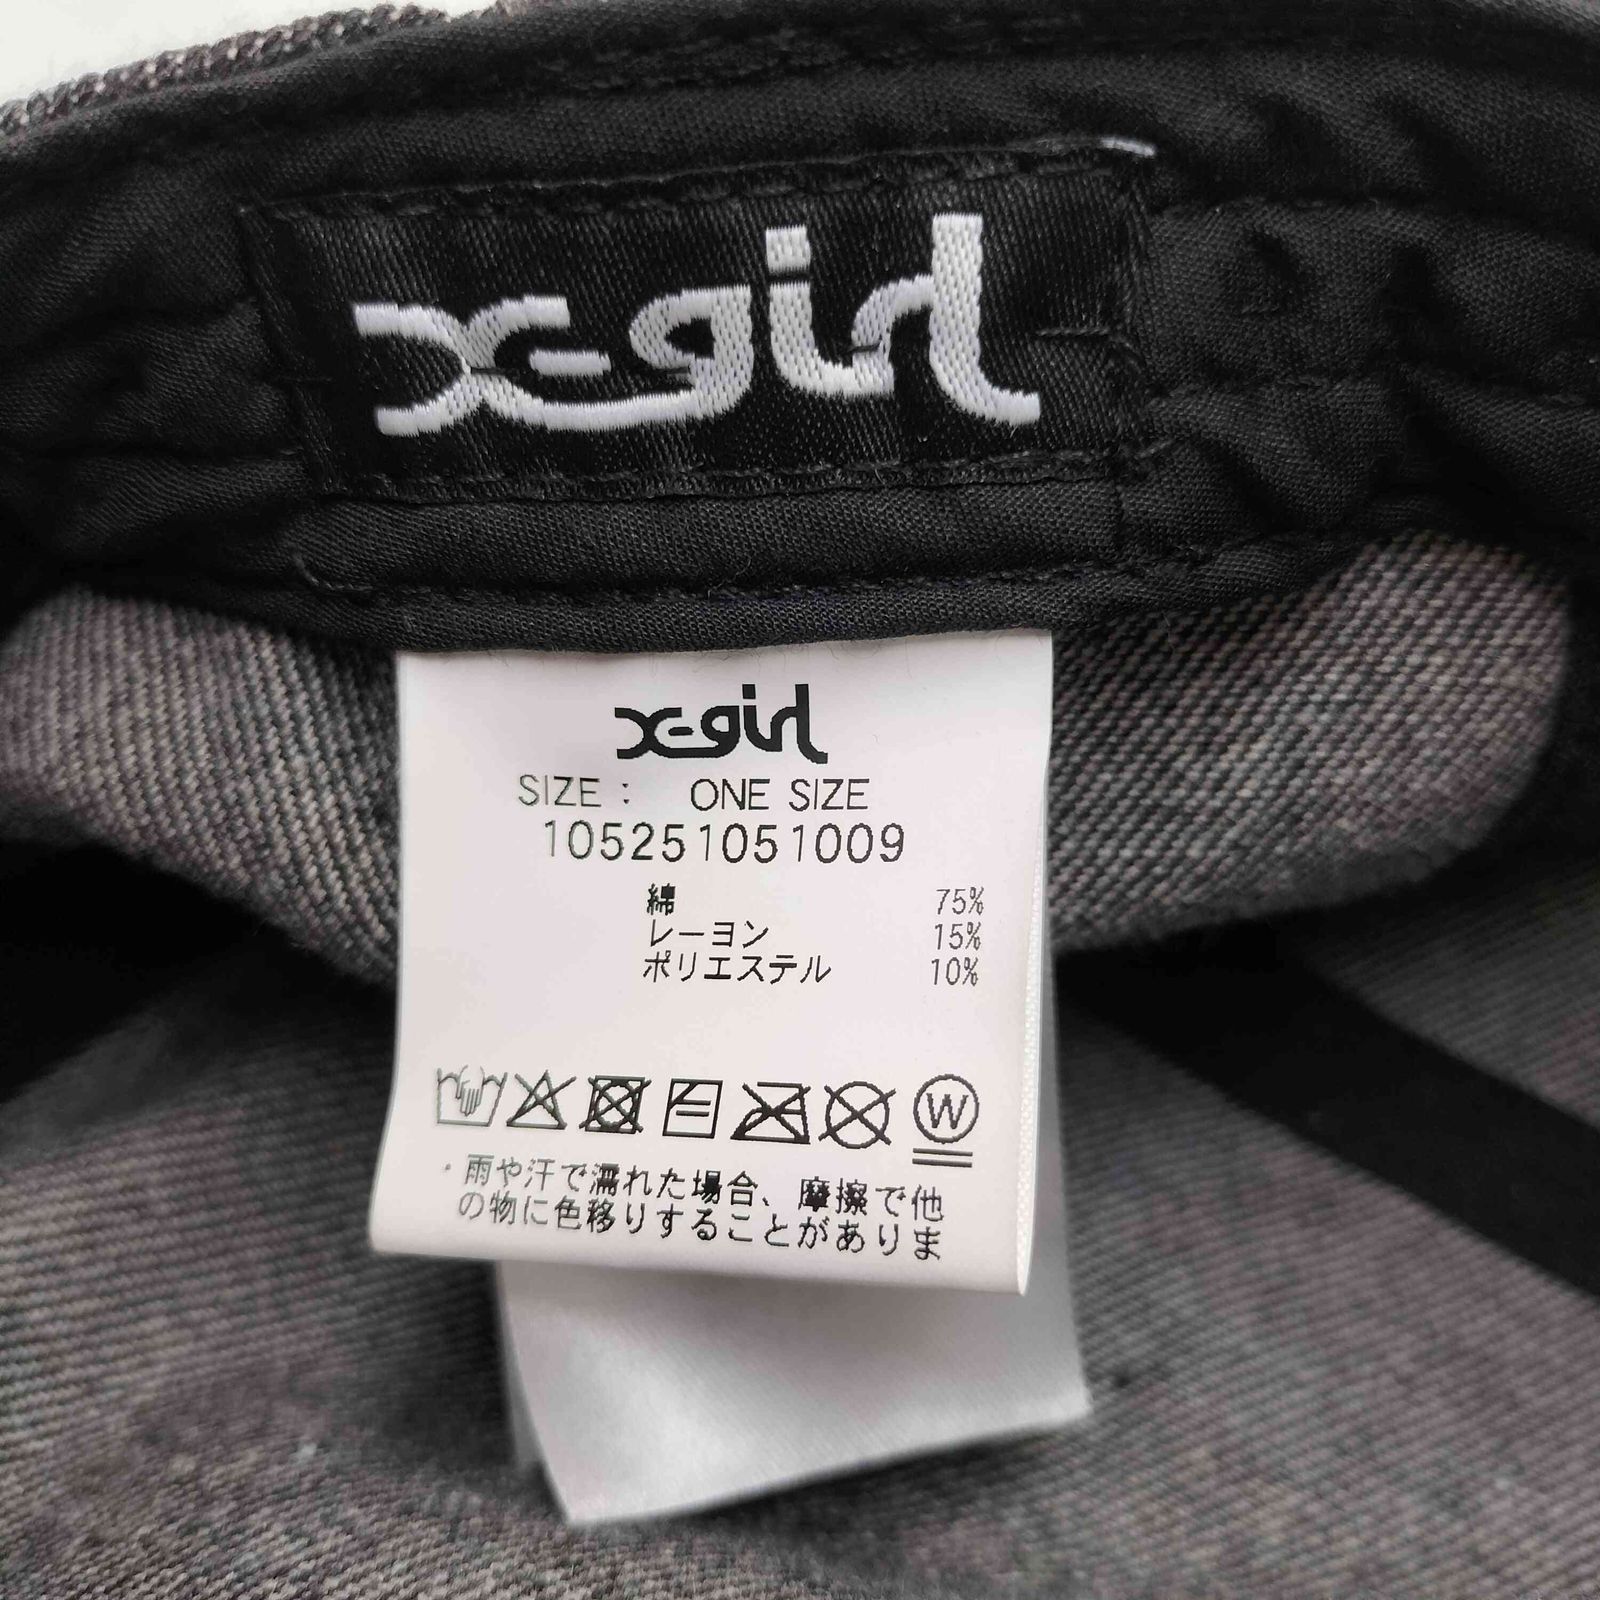 X-girl
X-girl
SIZE : ONE SIZE
105251051009
綿 75%
レーヨン 15%
ポリエステル 10%
W
・雨や汗で濡れた場合、摩擦で他
の物に色移りすることがありま